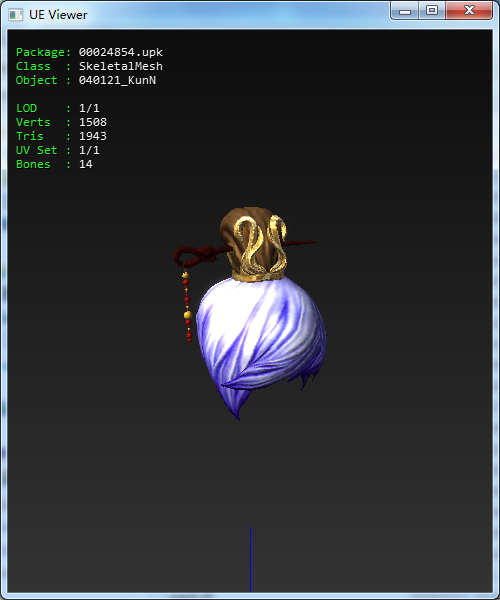 UE Viewer
Package: 00024854.upk
Class  : SkeletalMesh
Object : 040121_KunN
LOD    : 1/1
Verts  : 1508
Tris   : 1943
UV Set : 1/1
Bones  : 14